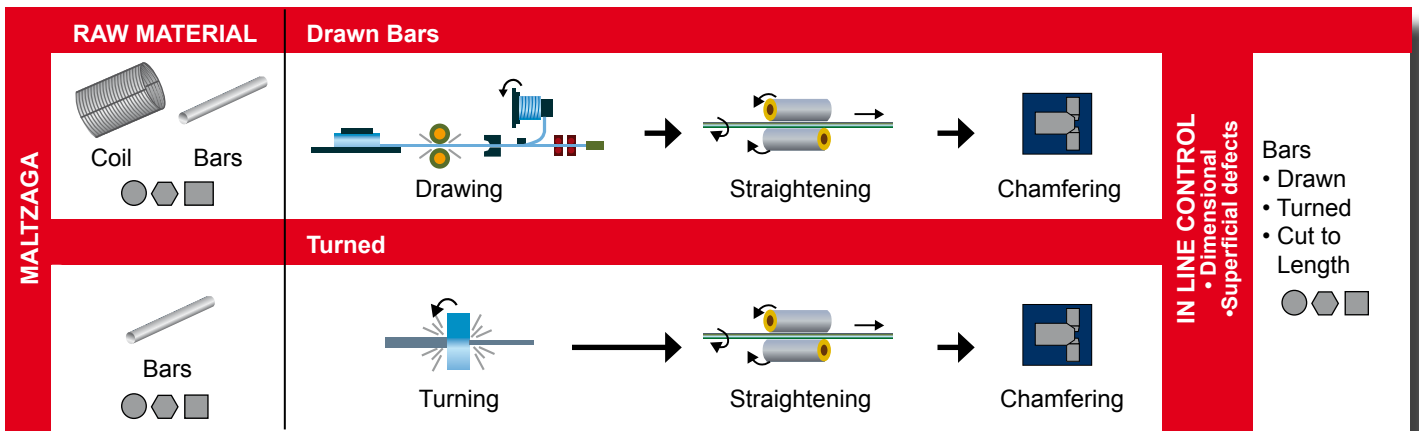 MALTZAGA
RAW MATERIAL
Coil
Bars
Bars
Drawn Bars
Drawing
Straightening
Chamfering
Turned
Turning
Straightening
Chamfering
IN LINE CONTROL
• Dimensional
•Superficial defects
Bars
• Drawn
• Turned
• Cut to
Length